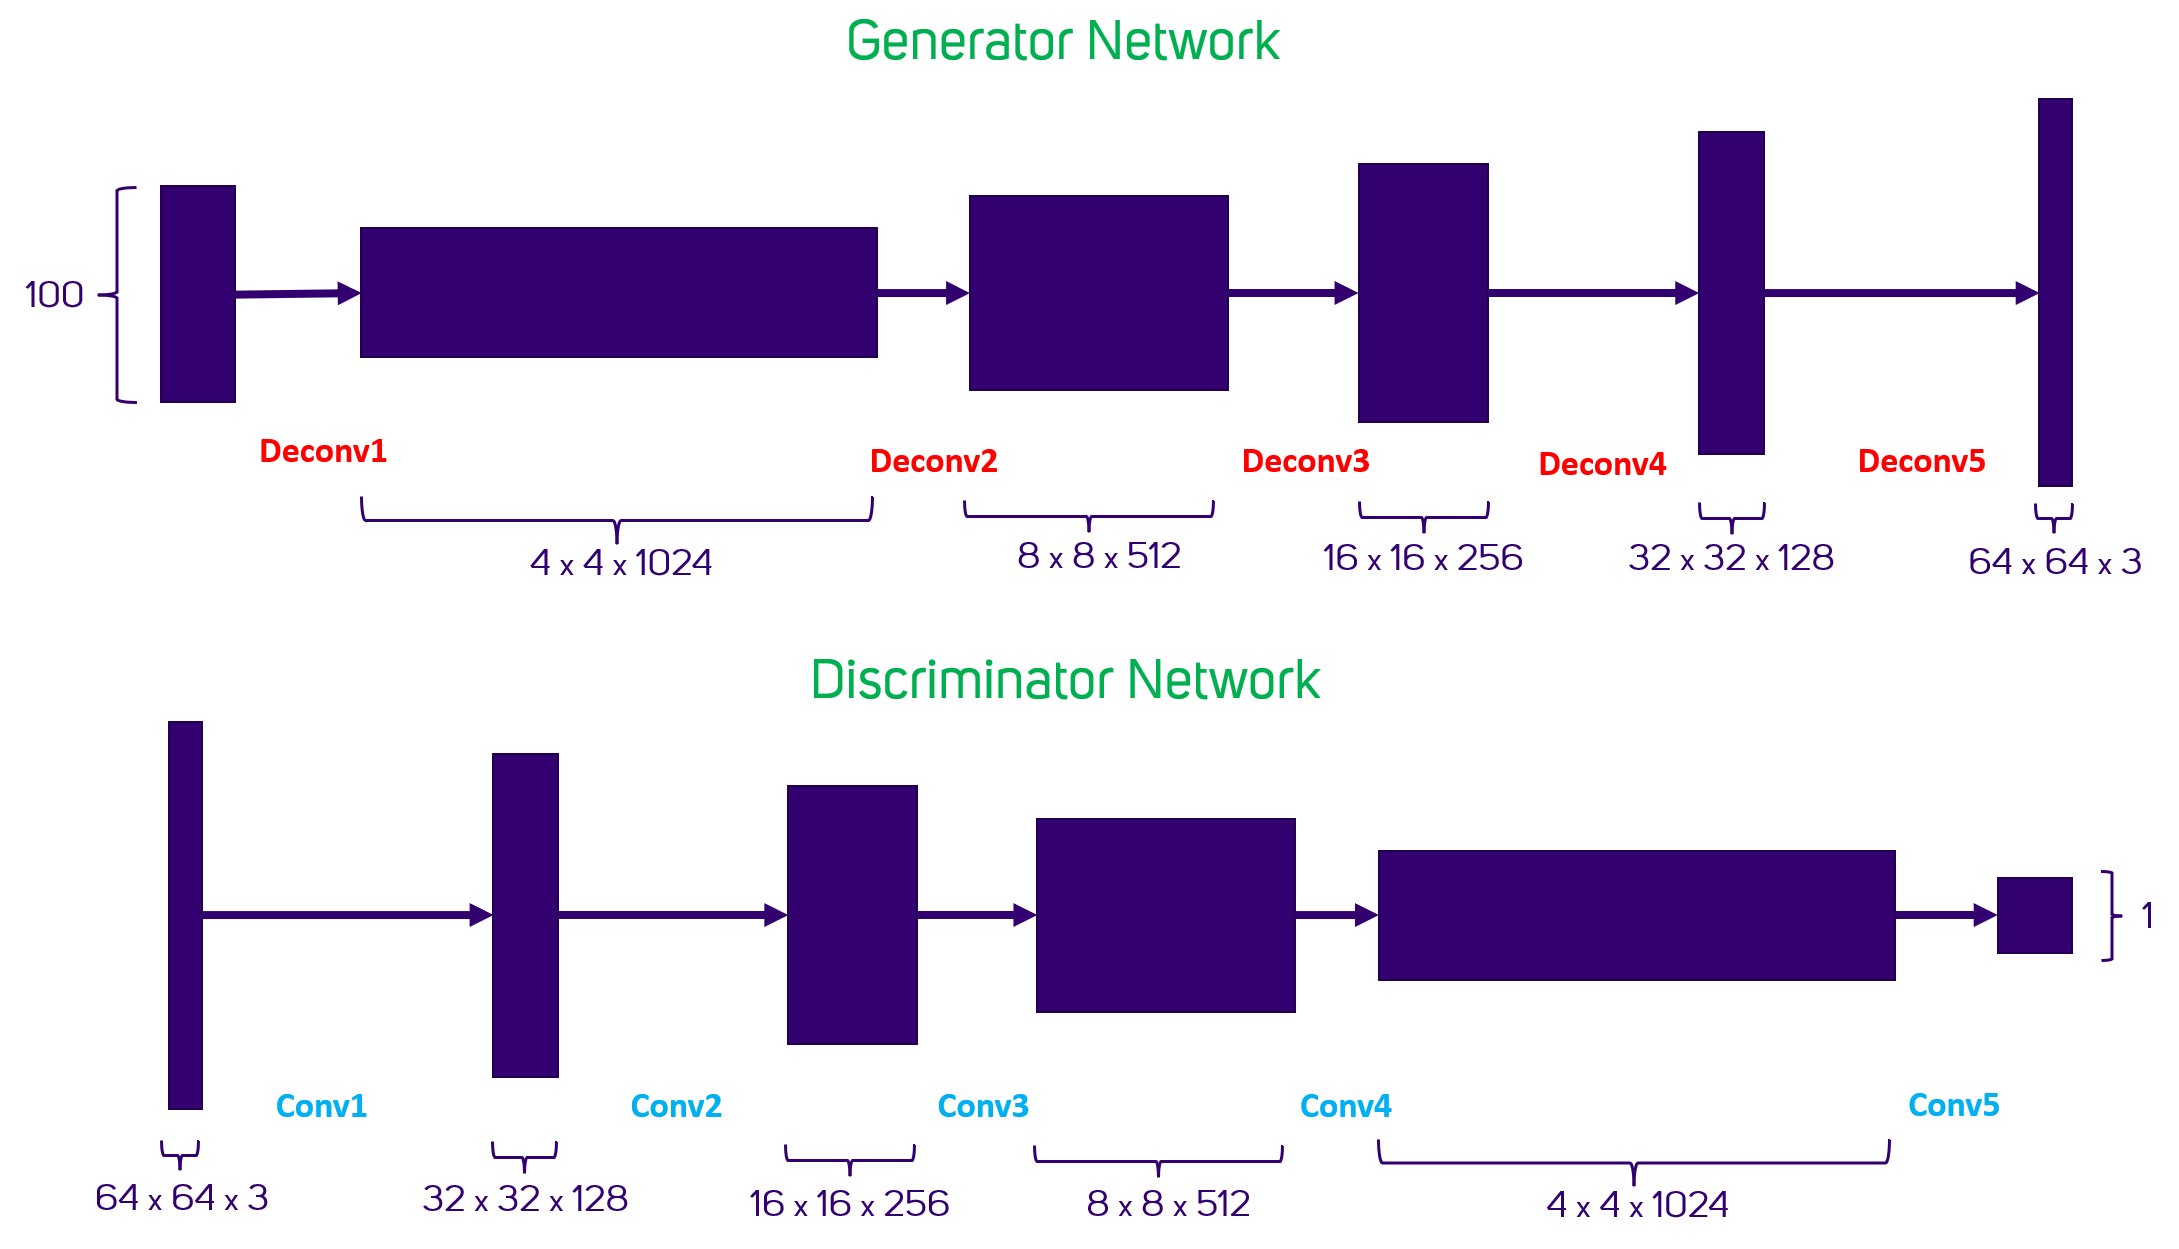 Generator Network
100
Deconv1
Deconv2
Deconv3
Deconv4
Deconv5
4 x 4 x 1024
8 x 8 x 512
16 x 16 x 256
32 x 32 x 128
64 x 64 x 3
Discriminator Network
1
Conv1
Conv2
Conv3
Conv4
Conv5
64 x 64 x 3
32 x 32 x 128
16 x 16 x 256
8 x 8 x 512
4 x 4 x 1024